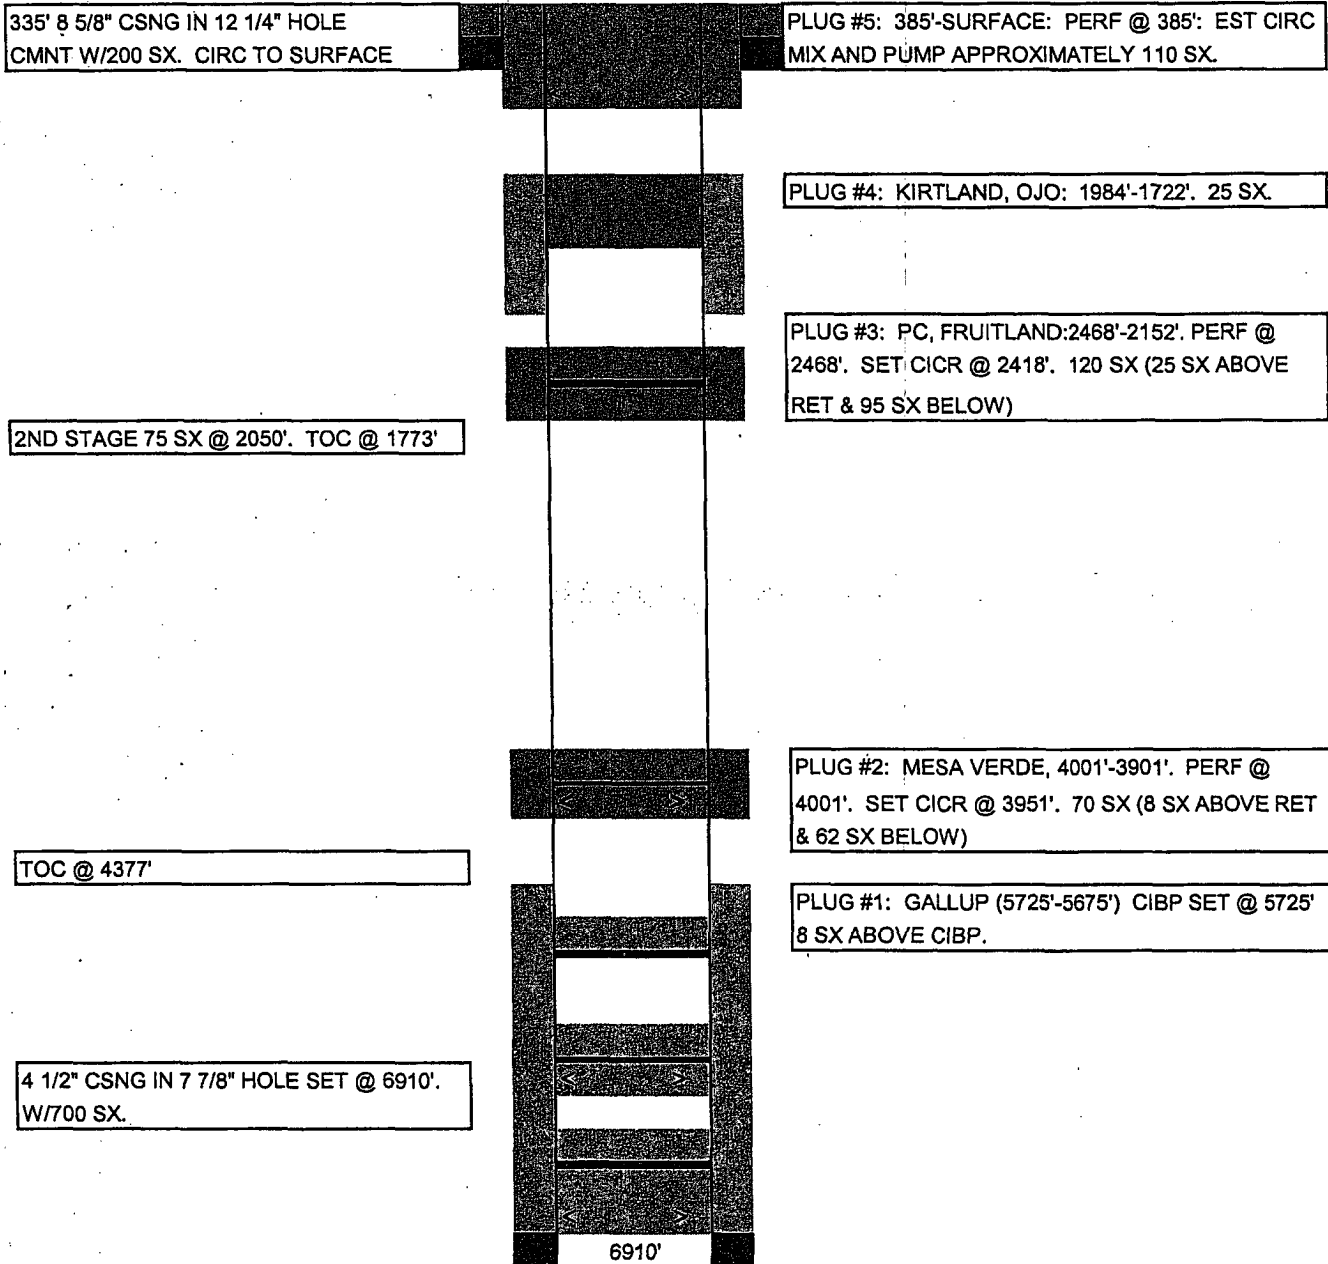 335' 8 5/8" CSNG IN 12 1/4" HOLE
CMNT W/200 SX. CIRC TO SURFACE
PLUG #5: 385'-SURFACE: PERF @ 385': EST CIRC
MIX AND PUMP APPROXIMATELY 110 SX.
PLUG #4: KIRTLAND, OJO: 1984'-1722'. 25 SX.
PLUG #3: PC, FRUITLAND:2468'-2152'. PERF @
2468'. SET CICR @ 2418'. 120 SX (25 SX ABOVE
RET & 95 SX BELOW)
2ND STAGE 75 SX @ 2050'. TOC @ 1773'
PLUG #2: MESA VERDE, 4001'-3901'. PERF @
4001'. SET CICR @ 3951'. 70 SX (8 SX ABOVE RET
& 62 SX BELOW)
TOC @ 4377'
PLUG #1: GALLUP (5725'-5675') CIBP SET @ 5725'
8 SX ABOVE CIBP.
4 1/2" CSNG IN 7 7/8" HOLE SET @ 6910'.
W/700 SX.
6910'